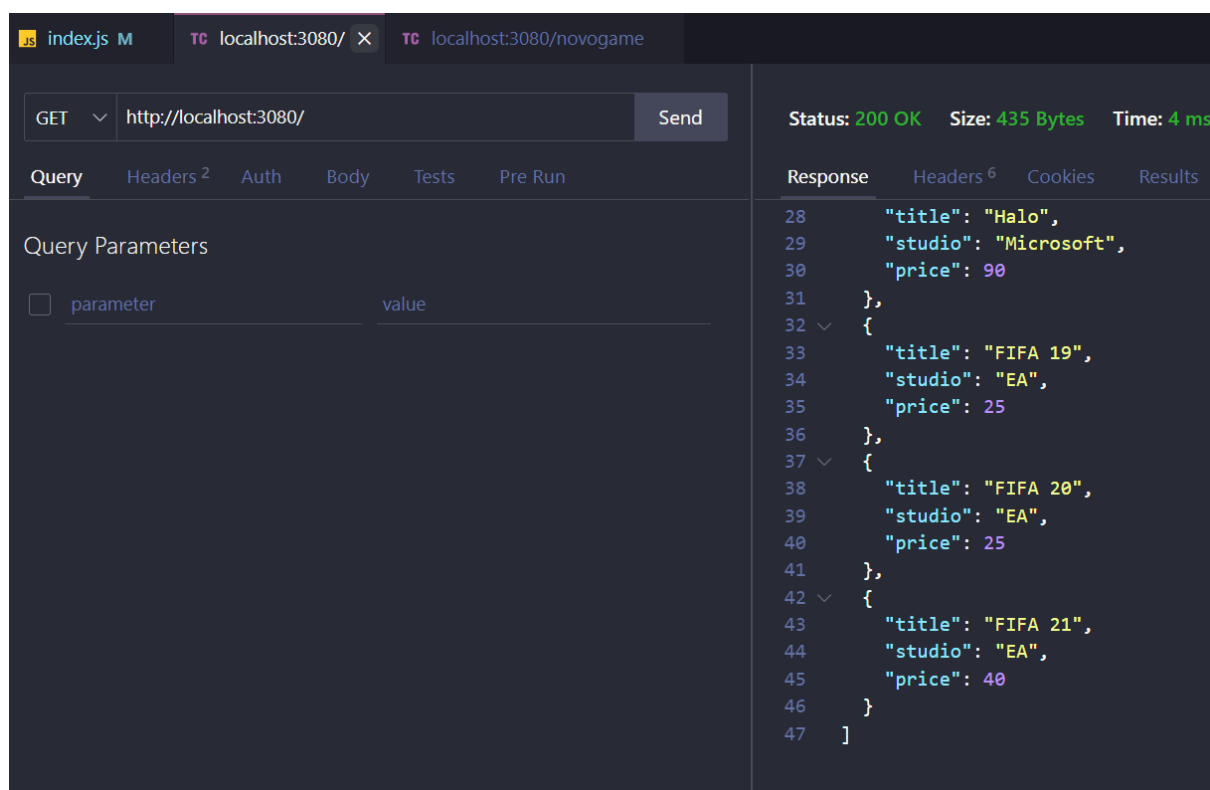 JS index.js M TC localhost:3080/ × TC localhost:3080/novogame
GET http://localhost:3080/ Send
Status: 200 OK Size: 435 Bytes Time: 4 ms
Query Headers 2 Auth Body Tests Pre Run
Response Headers 6 Cookies Results
Query Parameters
parameter value
28 "title": "Halo",
29 "studio": "Microsoft",
30 "price": 90
31 },
32 {
33 "title": "FIFA 19",
34 "studio": "EA",
35 "price": 25
36 },
37 {
38 "title": "FIFA 20",
39 "studio": "EA",
40 "price": 25
41 },
42 {
43 "title": "FIFA 21",
44 "studio": "EA",
45 "price": 40
46 }
47 ]